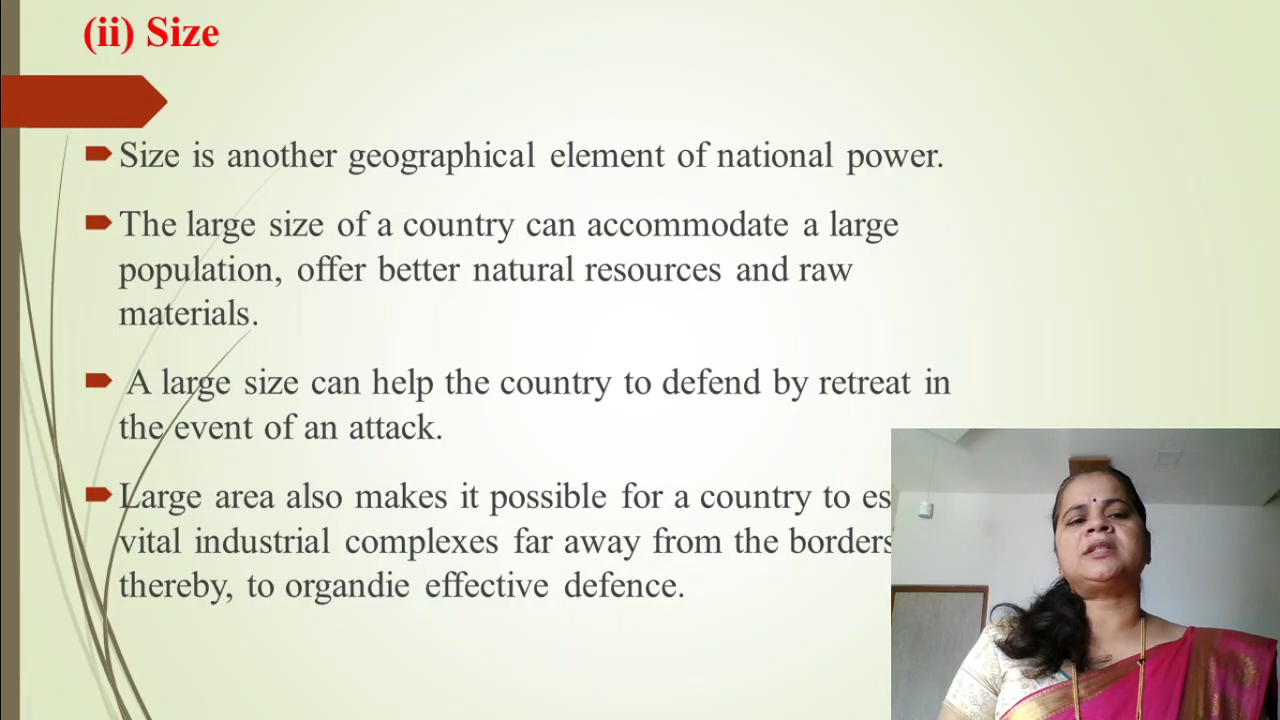 (ii) Size
Size is another geographical element of national power.
The large size of a country can accommodate a large
population, offer better natural resources and raw
materials.
A large size can help the country to defend by retreat in
the event of an attack.
Large area also makes it possible for a country to es
vital industrial complexes far away from the borders
thereby, to organdie effective defence.